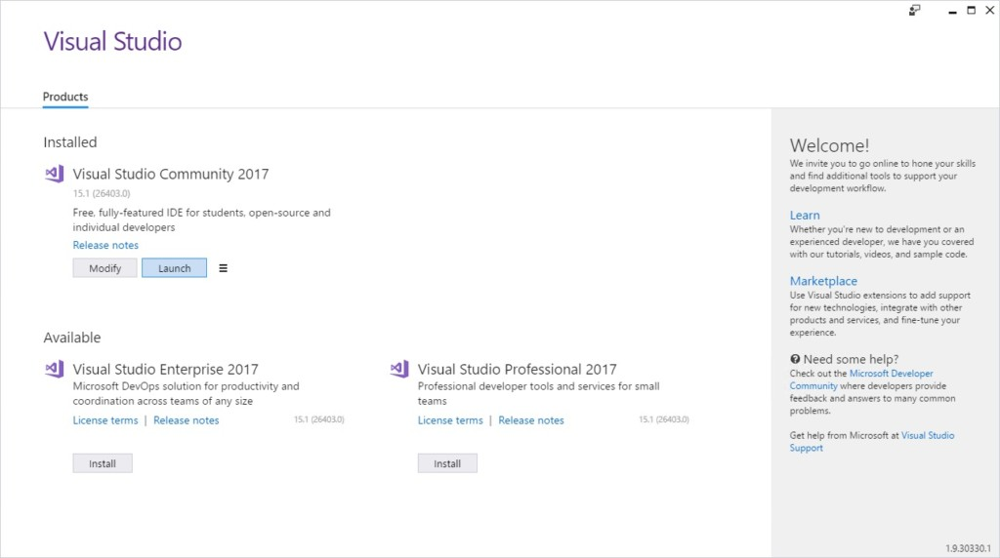 Visual Studio
Products
Installed
Visual Studio Community 2017
15.1 (26403.0)
Free, fully-featured IDE for students, open-source and
individual developers
Release notes
Modify
Launch
Available
Visual Studio Enterprise 2017
Microsoft DevOps solution for productivity and
coordination across teams of any size
License terms | Release notes
15.1 (26403.0)
Install
Visual Studio Professional 2017
Professional developer tools and services for small
teams
License terms | Release notes
15.1 (26403.0)
Install
Welcome!
We invite you to go online to hone your skills
and find additional tools to support your
development workflow.
Learn
Whether you're new to development or an
experienced developer, we have you covered
with our tutorials, videos, and sample code.
Marketplace
Use Visual Studio extensions to add support
for new technologies, integrate with other
products and services, and fine-tune your
experience.
Need some help?
Check out the Microsoft Developer
Community where developers provide
feedback and answers to many common
problems.
Get help from Microsoft at Visual Studio
Support
1.9.30330.1